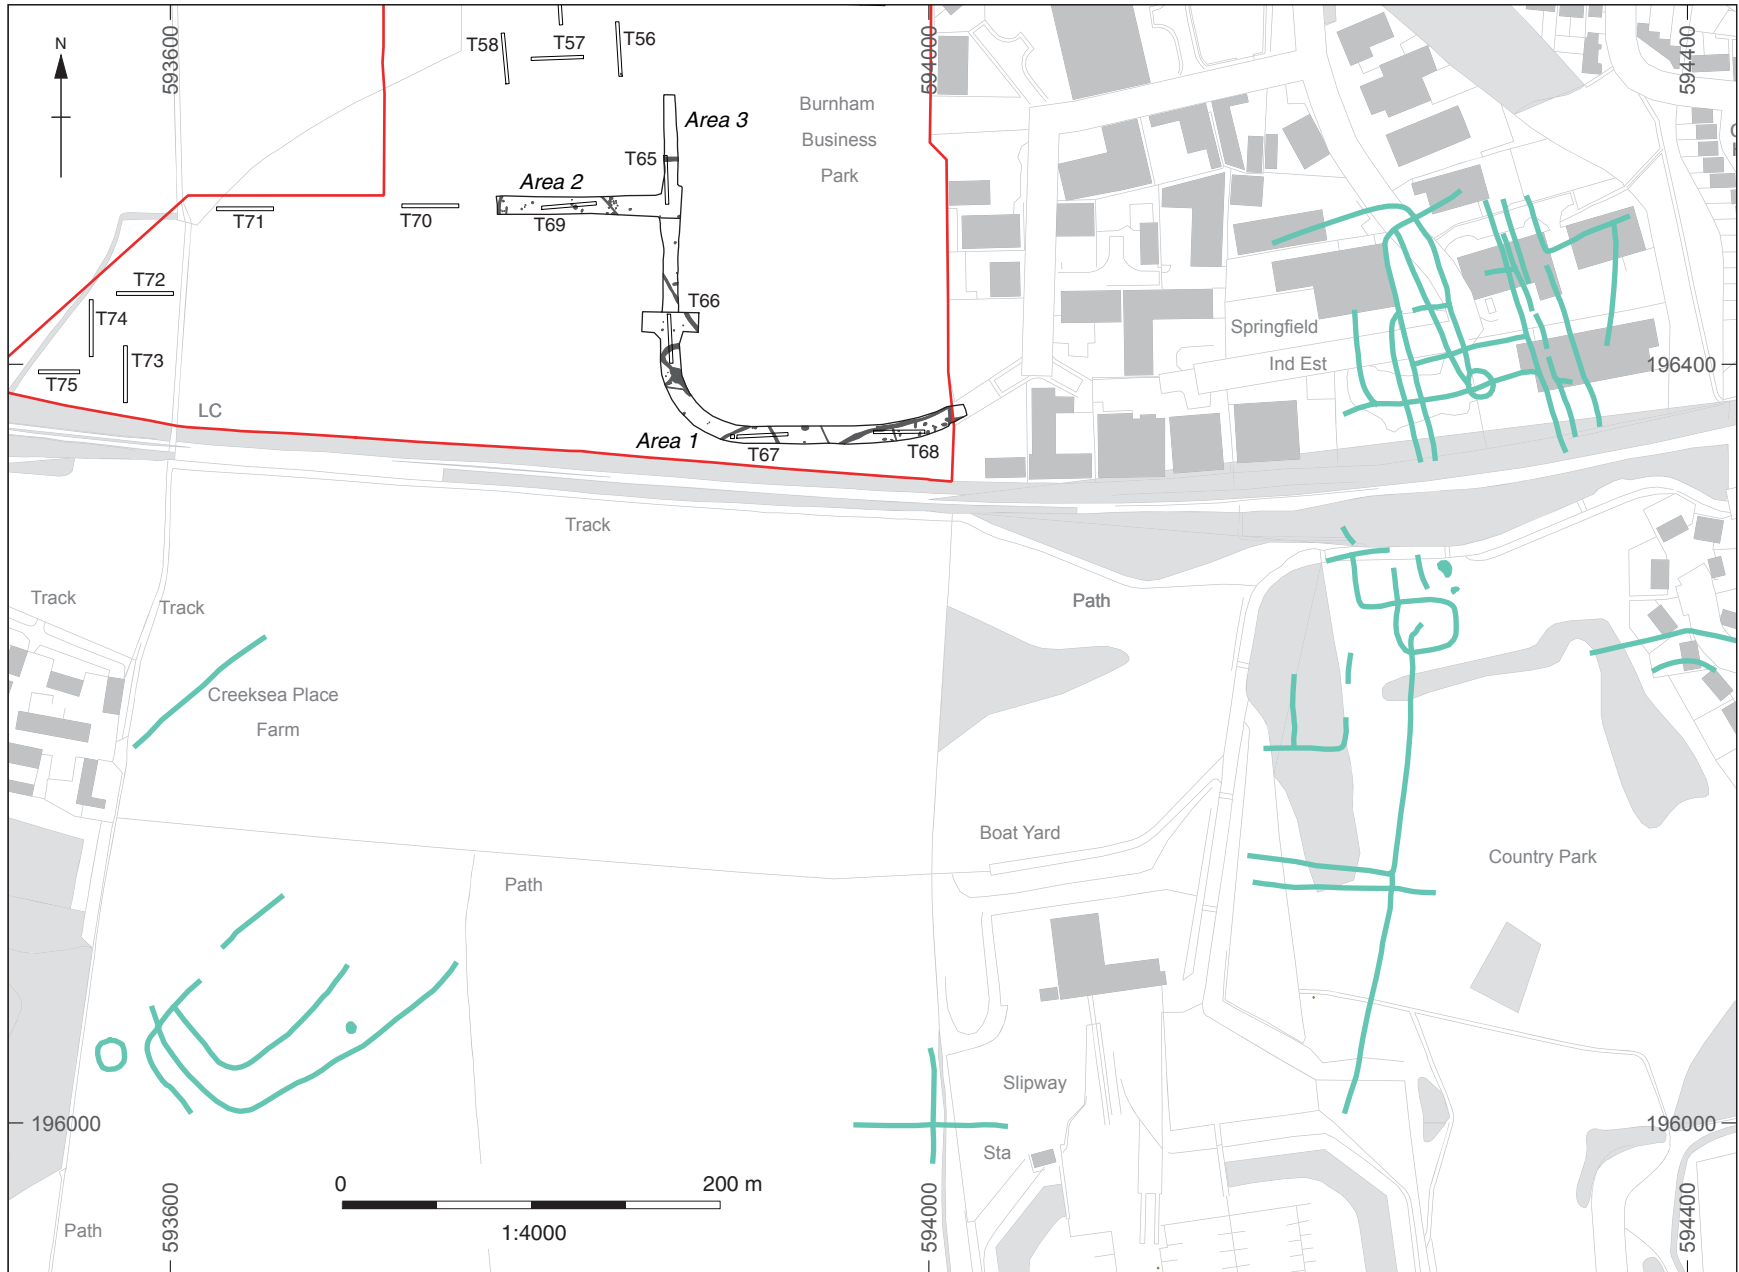 N
593600
594000
594400
T58
T57
T56
Area 3
Burnham
Business
Park
T65
Area 2
T71
T70
T69
T72
T74
T66
T73
T75
Springfield
Ind Est
196400
LC
Area 1
T67
T68
Track
Track
Track
Path
Creeksea Place
Farm
Boat Yard
Country Park
Path
Slipway
196000
196000
Sta
0
200 m
1:4000
Path
593600
594000
594400